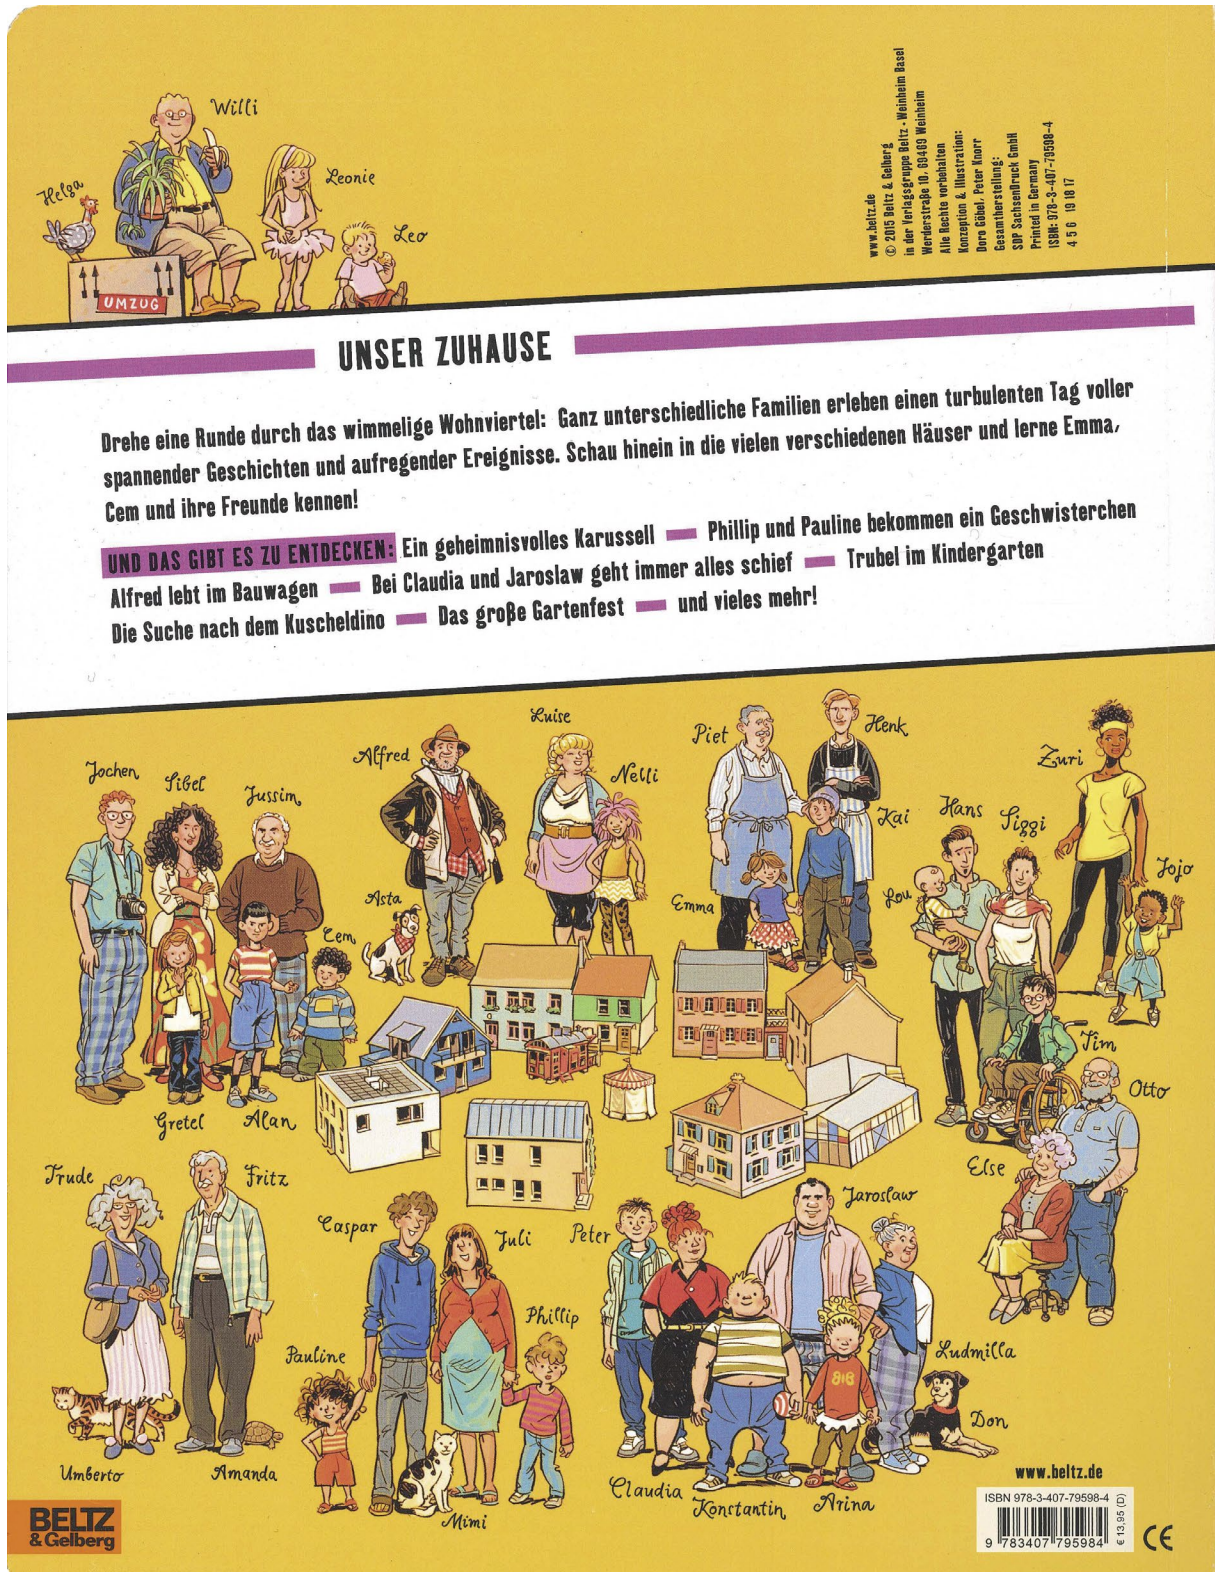 Willi
Helga
Leonie
Leo
UMZUG
www.beltz.de
© 2015 Beltz & Gelberg
in der Verlagsgruppe Beltz · Weinheim Basel
Werderstraße 10, 69469 Weinheim
Alle Rechte vorbehalten
Konzeption & Illustration:
Doro Göbel, Peter Knorr
Gesamtherstellung:
SDP SachsenDruck GmbH
Printed in Germany
ISBN: 978-3-407-79598-4
4 5 6 19 18 17
UNSER ZUHAUSE
Drehe eine Runde durch das wimmelige Wohnviertel: Ganz unterschiedliche Familien erleben einen turbulenten Tag voller
spannender Geschichten und aufregender Ereignisse. Schau hinein in die vielen verschiedenen Häuser und lerne Emma,
Cem und ihre Freunde kennen!
UND DAS GIBT ES ZU ENTDECKEN: Ein geheimnisvolles Karussell — Phillip und Pauline bekommen ein Geschwisterchen
Alfred lebt im Bauwagen — Bei Claudia und Jaroslaw geht immer alles schief — Trubel im Kindergarten
Die Suche nach dem Kuscheldino — Das große Gartenfest — und vieles mehr!
Jochen
Sibel
Jussim
Cem
Gretel
Alan
Alfred
Asta
Luise
Nelli
Piet
Henk
Kai
Emma
Zuri
Jojo
Hans
Siggi
Lou
Tim
Otto
Else
Trude
Fritz
Umberto
Amanda
Caspar
Juli
Phillip
Pauline
Mimi
Peter
Jaroslaw
Ludmilla
Don
Claudia
Konstantin
Arina
818
BELTZ
& Gelberg
www.beltz.de
ISBN 978-3-407-79598-4
9 783407 795984
€ 13,95 (D)
CE